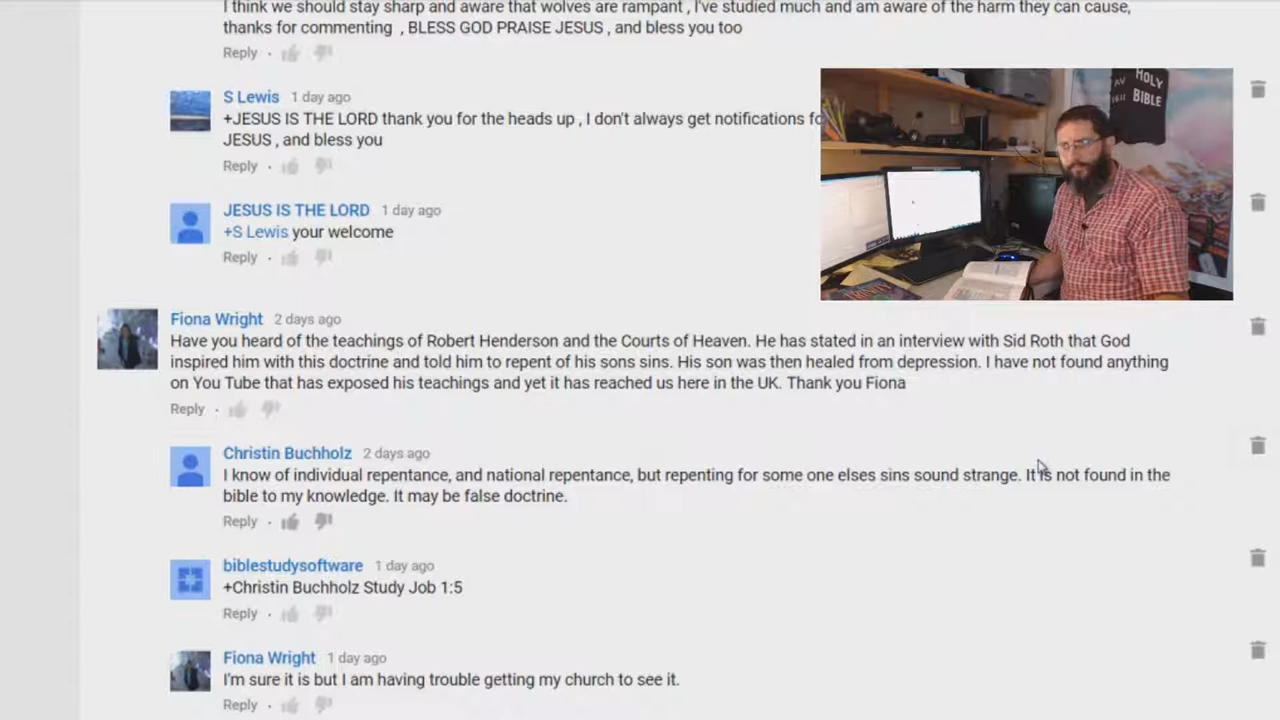 I think we should stay sharp and aware that wolves are rampant , I've studied much and am aware of the harm they can cause,
thanks for commenting , BLESS GOD PRAISE JESUS , and bless you too
Reply
S Lewis 1 day ago
+JESUS IS THE LORD thank you for the heads up , I don't always get notifications fo
JESUS , and bless you
Reply
AV
1611
HOLY
BIBLE
JESUS IS THE LORD 1 day ago
+S Lewis your welcome
Reply
Fiona Wright 2 days ago
Have you heard of the teachings of Robert Henderson and the Courts of Heaven. He has stated in an interview with Sid Roth that God
inspired him with this doctrine and told him to repent of his sons sins. His son was then healed from depression. I have not found anything
on You Tube that has exposed his teachings and yet it has reached us here in the UK. Thank you Fiona
Reply
Christin Buchholz 2 days ago
I know of individual repentance, and national repentance, but repenting for some one elses sins sound strange. It is not found in the
bible to my knowledge. It may be false doctrine.
Reply
biblestudysoftware 1 day ago
+Christin Buchholz Study Job 1:5
Reply
Fiona Wright 1 day ago
I'm sure it is but I am having trouble getting my church to see it.
Reply